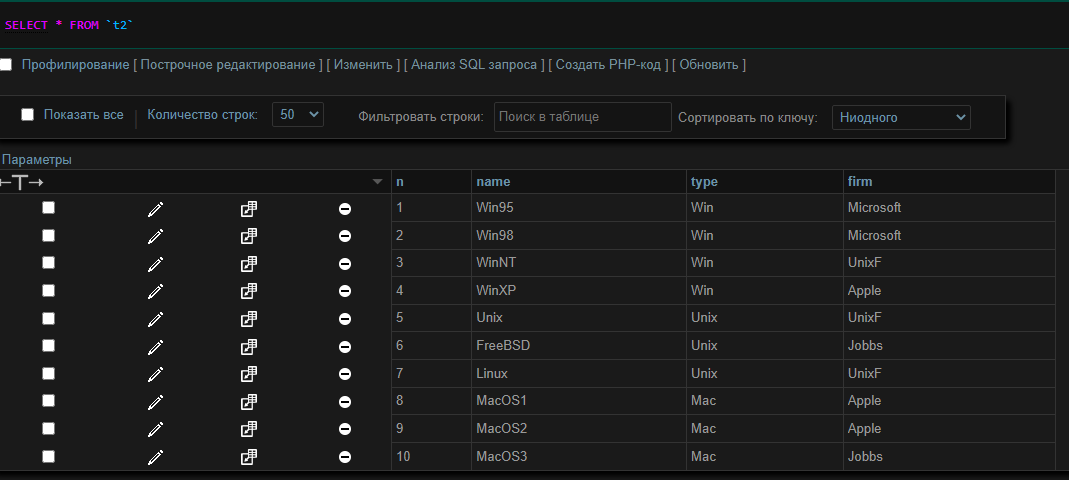 SELECT * FROM `t2`
Профилирование [ Построчное редактирование ] [ Изменить ] [ Анализ SQL запроса ] [ Создать PHP-код ] [ Обновить ]
Показать все Количество строк: 50 Фильтровать строки: Поиск в таблице Сортировать по ключу: Ниодного
Параметры
←T→ n name type firm
1 Win95 Win Microsoft
2 Win98 Win Microsoft
3 WinNT Win UnixF
4 WinXP Win Apple
5 Unix Unix UnixF
6 FreeBSD Unix Jobbs
7 Linux Unix UnixF
8 MacOS1 Mac Apple
9 MacOS2 Mac Apple
10 MacOS3 Mac Jobbs